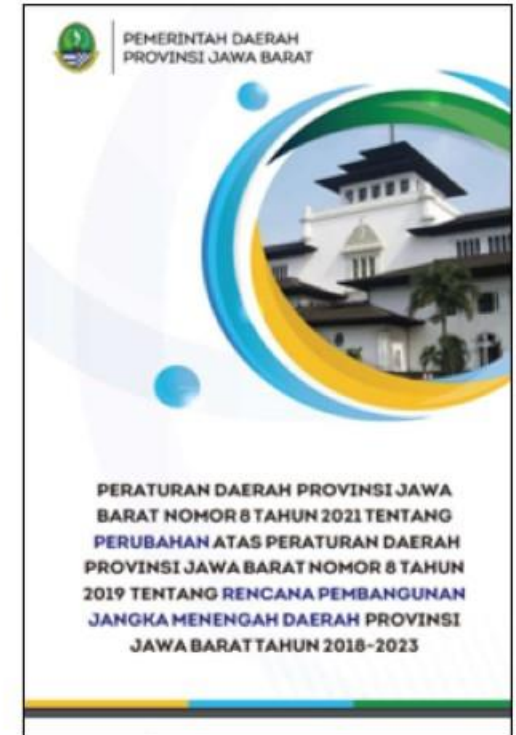 PEMERINTAH DAERAH
PROVINSI JAWA BARAT
PERATURAN DAERAH PROVINSI JAWA
BARAT NOMOR 8 TAHUN 2021 TENTANG
PERUBAHAN ATAS PERATURAN DAERAH
PROVINSI JAWA BARAT NOMOR 8 TAHUN
2019 TENTANG RENCANA PEMBANGUNAN
JANGKA MENENGAH DAERAH PROVINSI
JAWA BARAT TAHUN 2018-2023